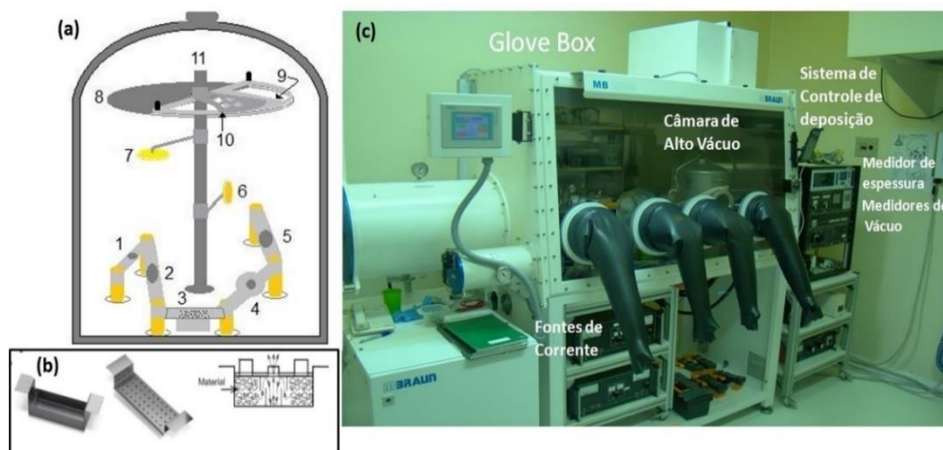 (a)
11
9
8
10
7
6
5
1
2
3
4
(b)
Material
(c)
Glove Box
MB
BRAUN
Câmara de
Alto Vácuo
Sistema de
Controle de
deposição
Medidor de
espessura
Medidores de
Vácuo
Fontes de
Corrente
MBRAUN